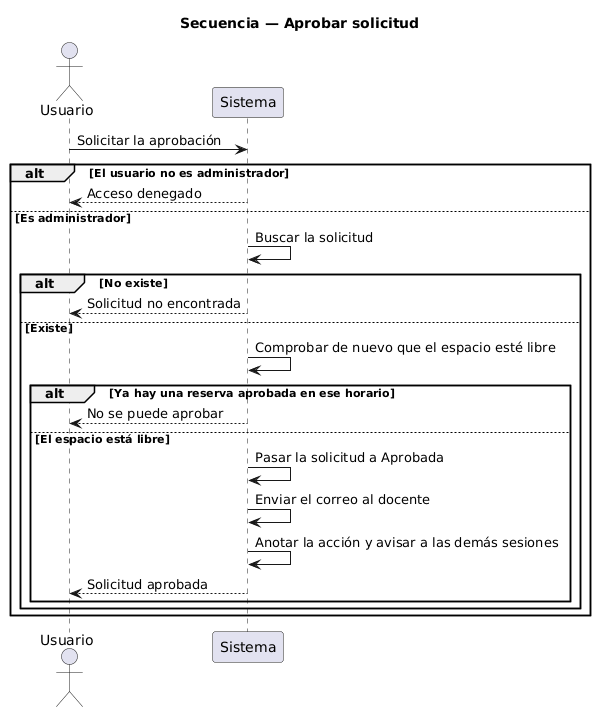 Secuencia — Aprobar solicitud
Usuario
Sistema
Solicitar la aprobación
alt [El usuario no es administrador]
Acceso denegado
[Es administrador]
Buscar la solicitud
alt [No existe]
Solicitud no encontrada
[Existe]
Comprobar de nuevo que el espacio esté libre
alt [Ya hay una reserva aprobada en ese horario]
No se puede aprobar
[El espacio está libre]
Pasar la solicitud a Aprobada
Enviar el correo al docente
Anotar la acción y avisar a las demás sesiones
Solicitud aprobada
Usuario
Sistema